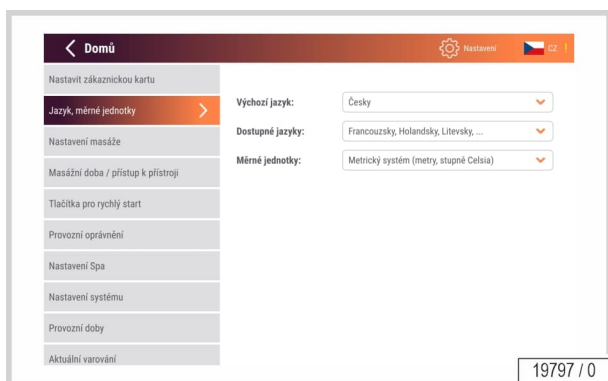 Domů
Nastavení
CZ !
Nastavit zákaznickou kartu
Jazyk, měrné jednotky
Nastavení masáže
Masážní doba / přístup k přístroji
Tlačítka pro rychlý start
Provozní oprávnění
Nastavení Spa
Nastavení systému
Provozní doby
Aktuální varování
Výchozí jazyk:
Česky
Dostupné jazyky:
Francouzsky, Holandsky, Litevsky, ...
Měrné jednotky:
Metrický systém (metry, stupně Celsia)
19797 / 0